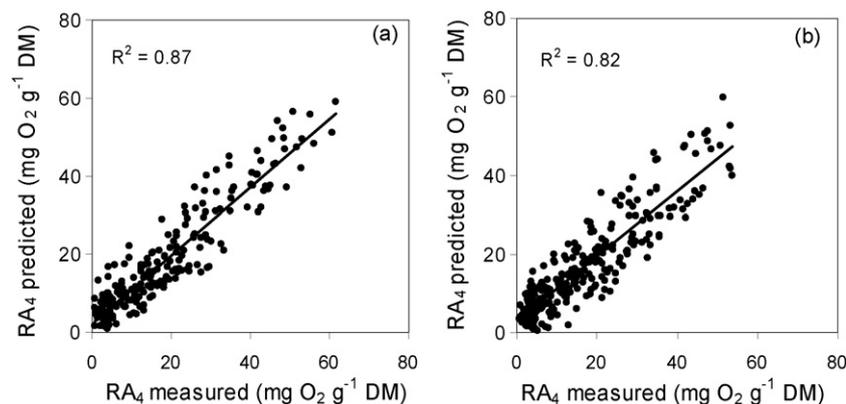 80
60
40
20
0
RA4 predicted (mg O2 g-1 DM)
(a)
R2 = 0.87
0 20 40 60 80
RA4 measured (mg O2 g-1 DM)
80
60
40
20
0
RA4 predicted (mg O2 g-1 DM)
(b)
R2 = 0.82
0 20 40 60 80
RA4 measured (mg O2 g-1 DM)